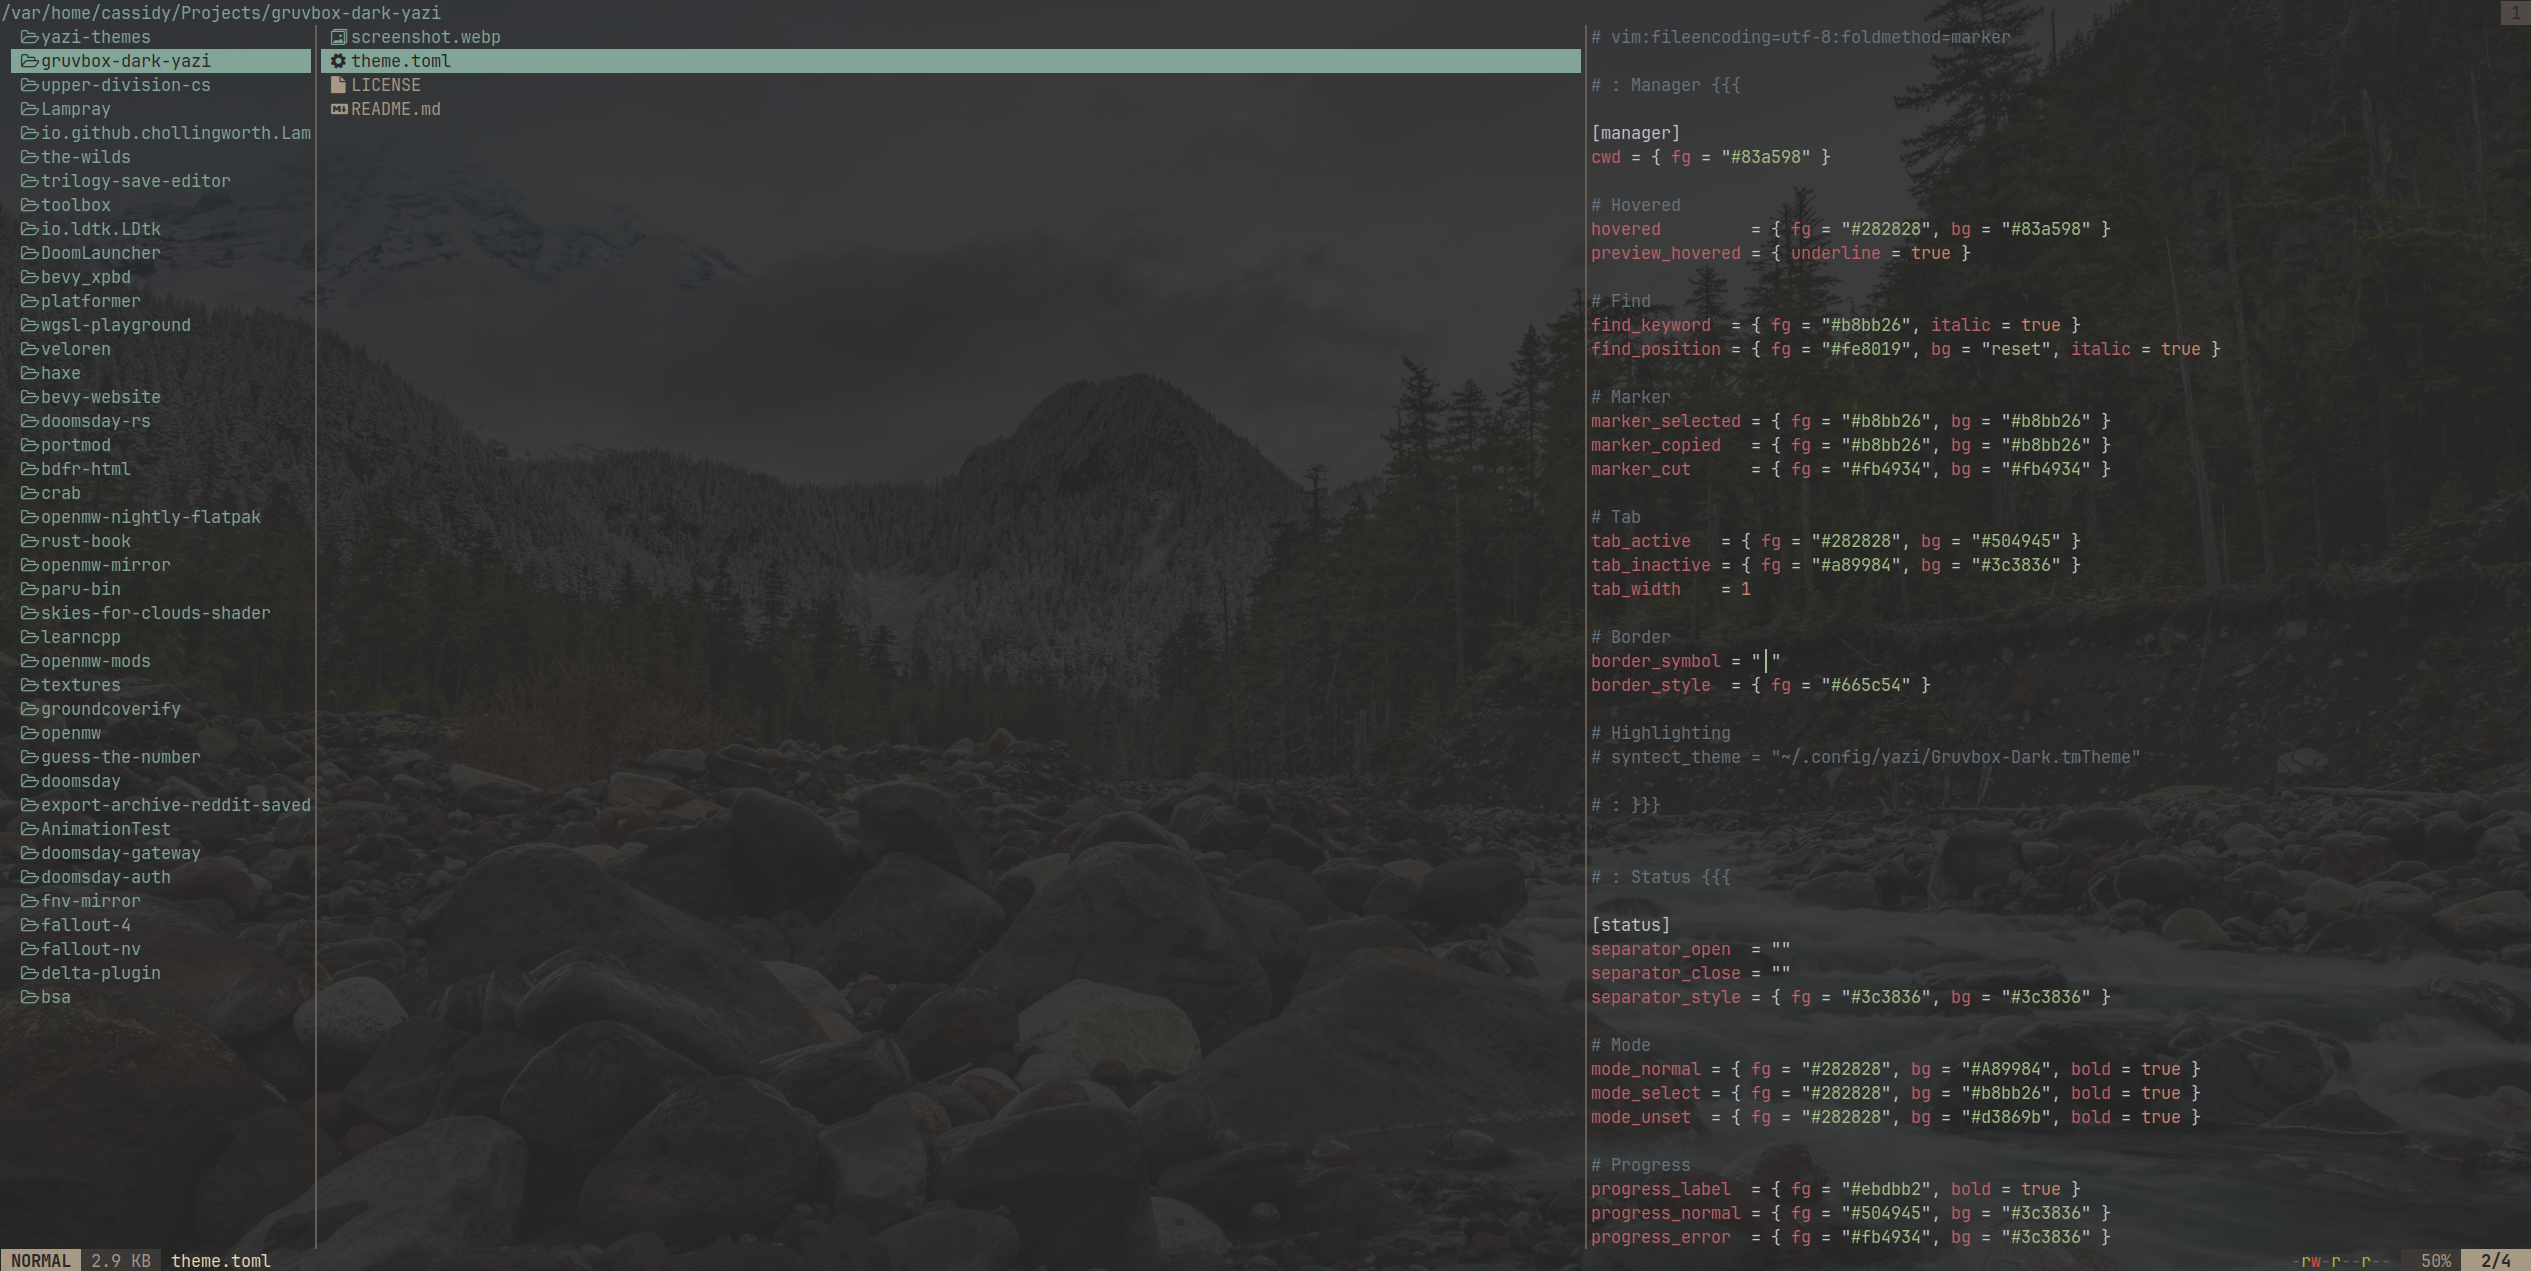 /var/home/cassidy/Projects/gruvbox-dark-yazi
1
yazi-themes
gruvbox-dark-yazi
upper-division-cs
Lampray
io.github.chollingworth.Lam
the-wilds
trilogy-save-editor
toolbox
io.ldtk.LDtk
DoomLauncher
bevy_xpbd
platformer
wgsl-playground
veloren
haxe
bevy-website
doomsday-rs
portmod
bdfr-html
crab
openmw-nightly-flatpak
rust-book
openmw-mirror
paru-bin
skies-for-clouds-shader
learncpp
openmw-mods
textures
groundcoverify
openmw
guess-the-number
doomsday
export-archive-reddit-saved
AnimationTest
doomsday-gateway
doomsday-auth
fnv-mirror
fallout-4
fallout-nv
delta-plugin
bsa
screenshot.webp
theme.toml
LICENSE
README.md
# vim:fileencoding=utf-8:foldmethod=marker
# : Manager {{{
[manager]
cwd = { fg = "#83a598" }
# Hovered
hovered         = { fg = "#282828", bg = "#83a598" }
preview_hovered = { underline = true }
# Find
find_keyword  = { fg = "#b8bb26", italic = true }
find_position = { fg = "#fe8019", bg = "reset", italic = true }
# Marker
marker_selected = { fg = "#b8bb26", bg = "#b8bb26" }
marker_copied   = { fg = "#b8bb26", bg = "#b8bb26" }
marker_cut      = { fg = "#fb4934", bg = "#fb4934" }
# Tab
tab_active   = { fg = "#282828", bg = "#504945" }
tab_inactive = { fg = "#a89984", bg = "#3c3836" }
tab_width    = 1
# Border
border_symbol = "│"
border_style  = { fg = "#665c54" }
# Highlighting
# syntect_theme = "~/.config/yazi/Gruvbox-Dark.tmTheme"
# : }}}
# : Status {{{
[status]
separator_open  = ""
separator_close = ""
separator_style = { fg = "#3c3836", bg = "#3c3836" }
# Mode
mode_normal = { fg = "#282828", bg = "#A89984", bold = true }
mode_select = { fg = "#282828", bg = "#b8bb26", bold = true }
mode_unset  = { fg = "#282828", bg = "#d3869b", bold = true }
# Progress
progress_label  = { fg = "#ebdbb2", bold = true }
progress_normal = { fg = "#504945", bg = "#3c3836" }
progress_error  = { fg = "#fb4934", bg = "#3c3836" }
NORMAL 2.9 KB theme.toml
-rw-r--r-- 50% 2/4